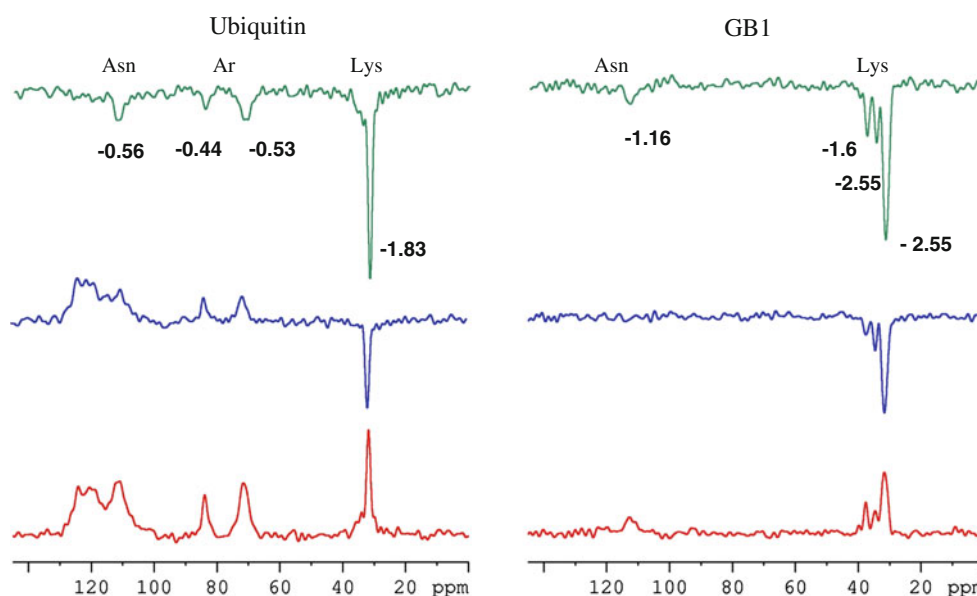 Ubiquitin
GB1
Asn Ar Lys
Asn Lys
-0.56 -0.44 -0.53
-1.83
-1.16 -1.6
-2.55
- 2.55
120 100 80 60 40 20 ppm
120 100 80 60 40 20 ppm